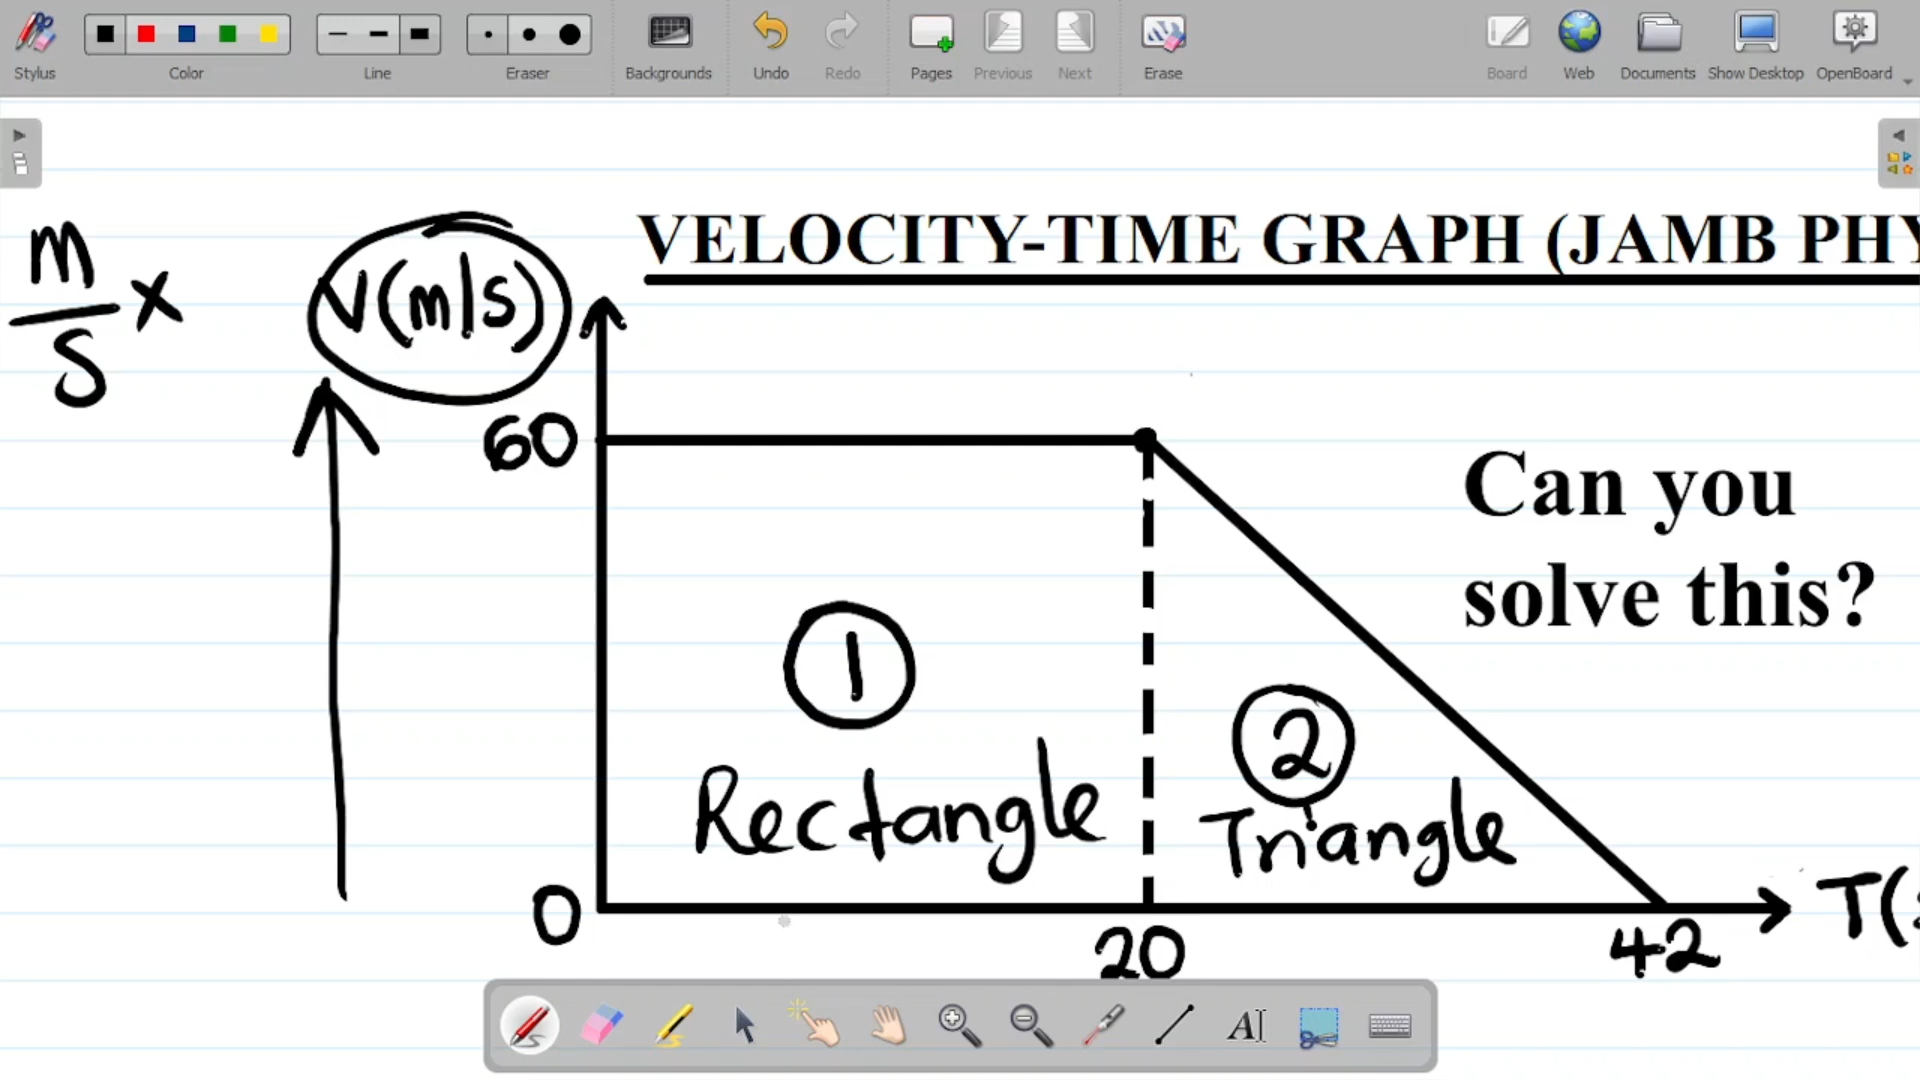 Stylus
Color
Line
Eraser
Backgrounds
Undo
Redo
Pages
Previous
Next
Erase
Board
Web
Documents
Show Desktop
OpenBoard
VELOCITY-TIME GRAPH (JAMB PHY
m
s
x
V(m/s)
60
Can you
solve this?
1
Rectangle
2
Triangle
0
20
42
T(s
A